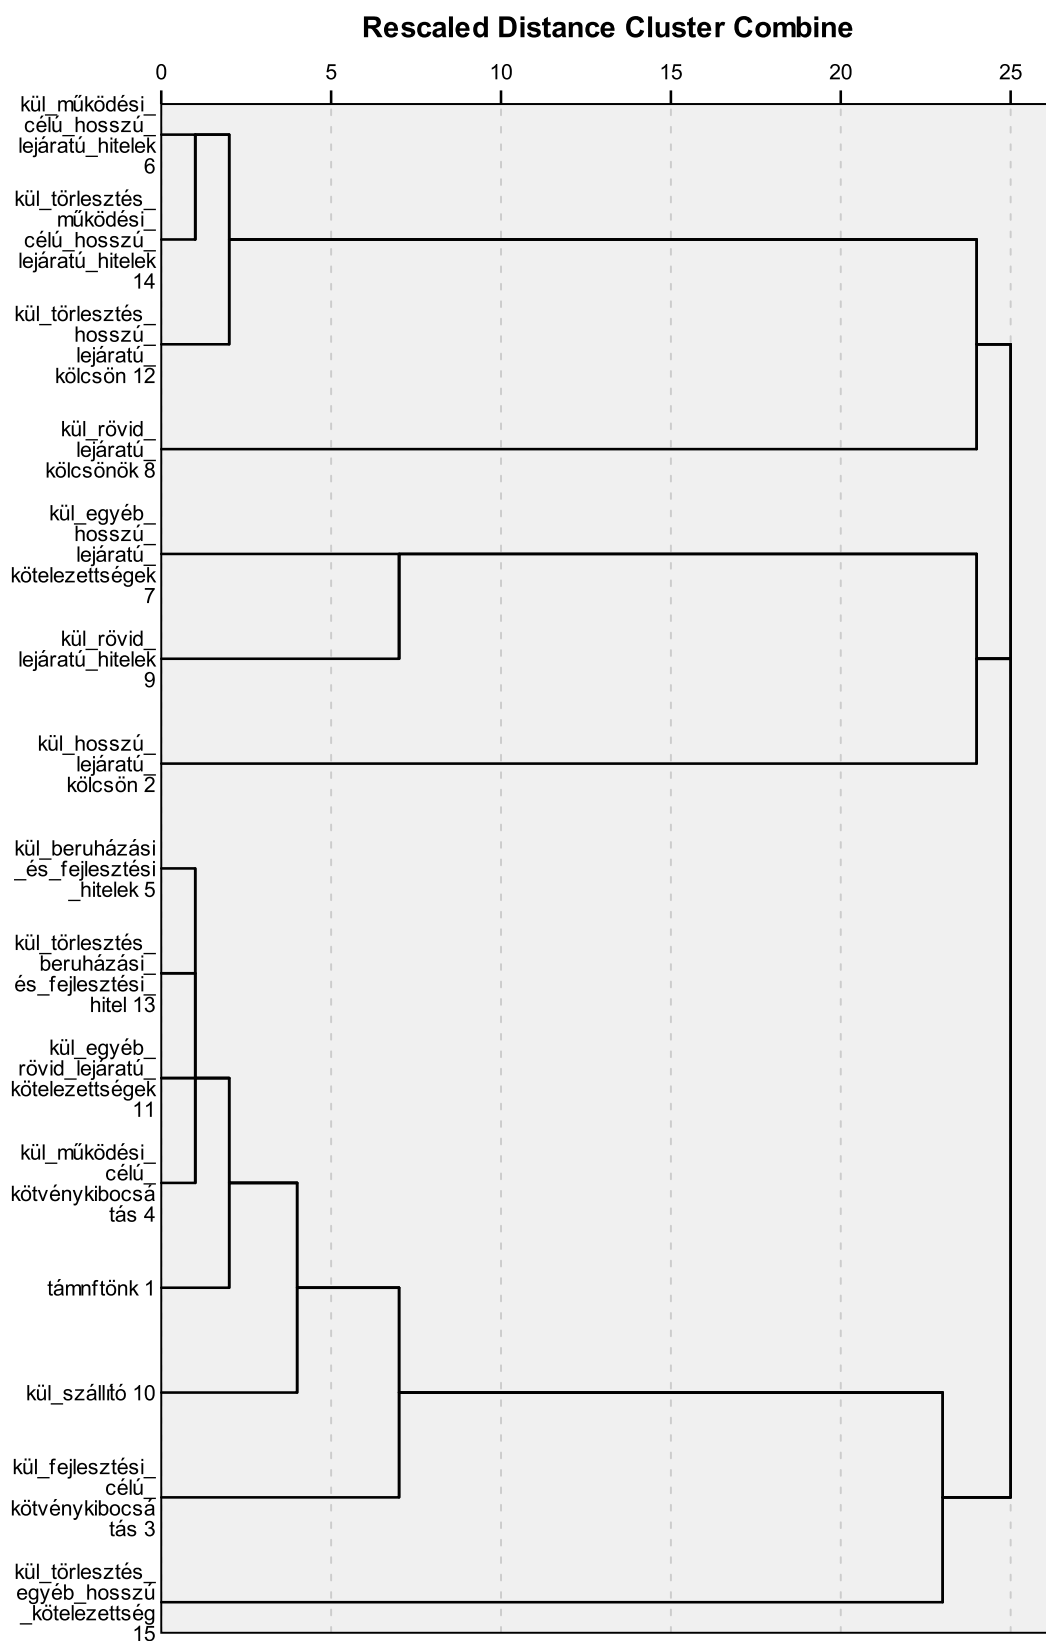 Rescaled Distance Cluster Combine
0 5 10 15 20 25
kül_működési_
célú_hosszú_
lejáratú_hitelek
6
kül_törlesztés_
működési_
célú_hosszú_
lejáratú_hitelek
14
kül_törlesztés_
hosszú_
lejáratú_
kölcsön 12
kül_rövid_
lejáratú_
kölcsönök 8
kül_egyéb_
hosszú_
lejáratú_
kötelezettségek
7
kül_rövid_
lejáratú_hitelek
9
kül_hosszú_
lejáratú_
kölcsön 2
kül_beruházási
_és_fejlesztési
_hitelek 5
kül_törlesztés_
beruházási_
és_fejlesztési_
hitel 13
kül_egyéb_
rövid_lejáratú_
kötelezettségek
11
kül_működési_
célú_
kötvénykibocsá
tás 4
támnftönk 1
kül_szállító 10
kül_fejlesztési_
célú_
kötvénykibocsá
tás 3
kül_törlesztés_
egyéb_hosszú
_kötelezettség
15